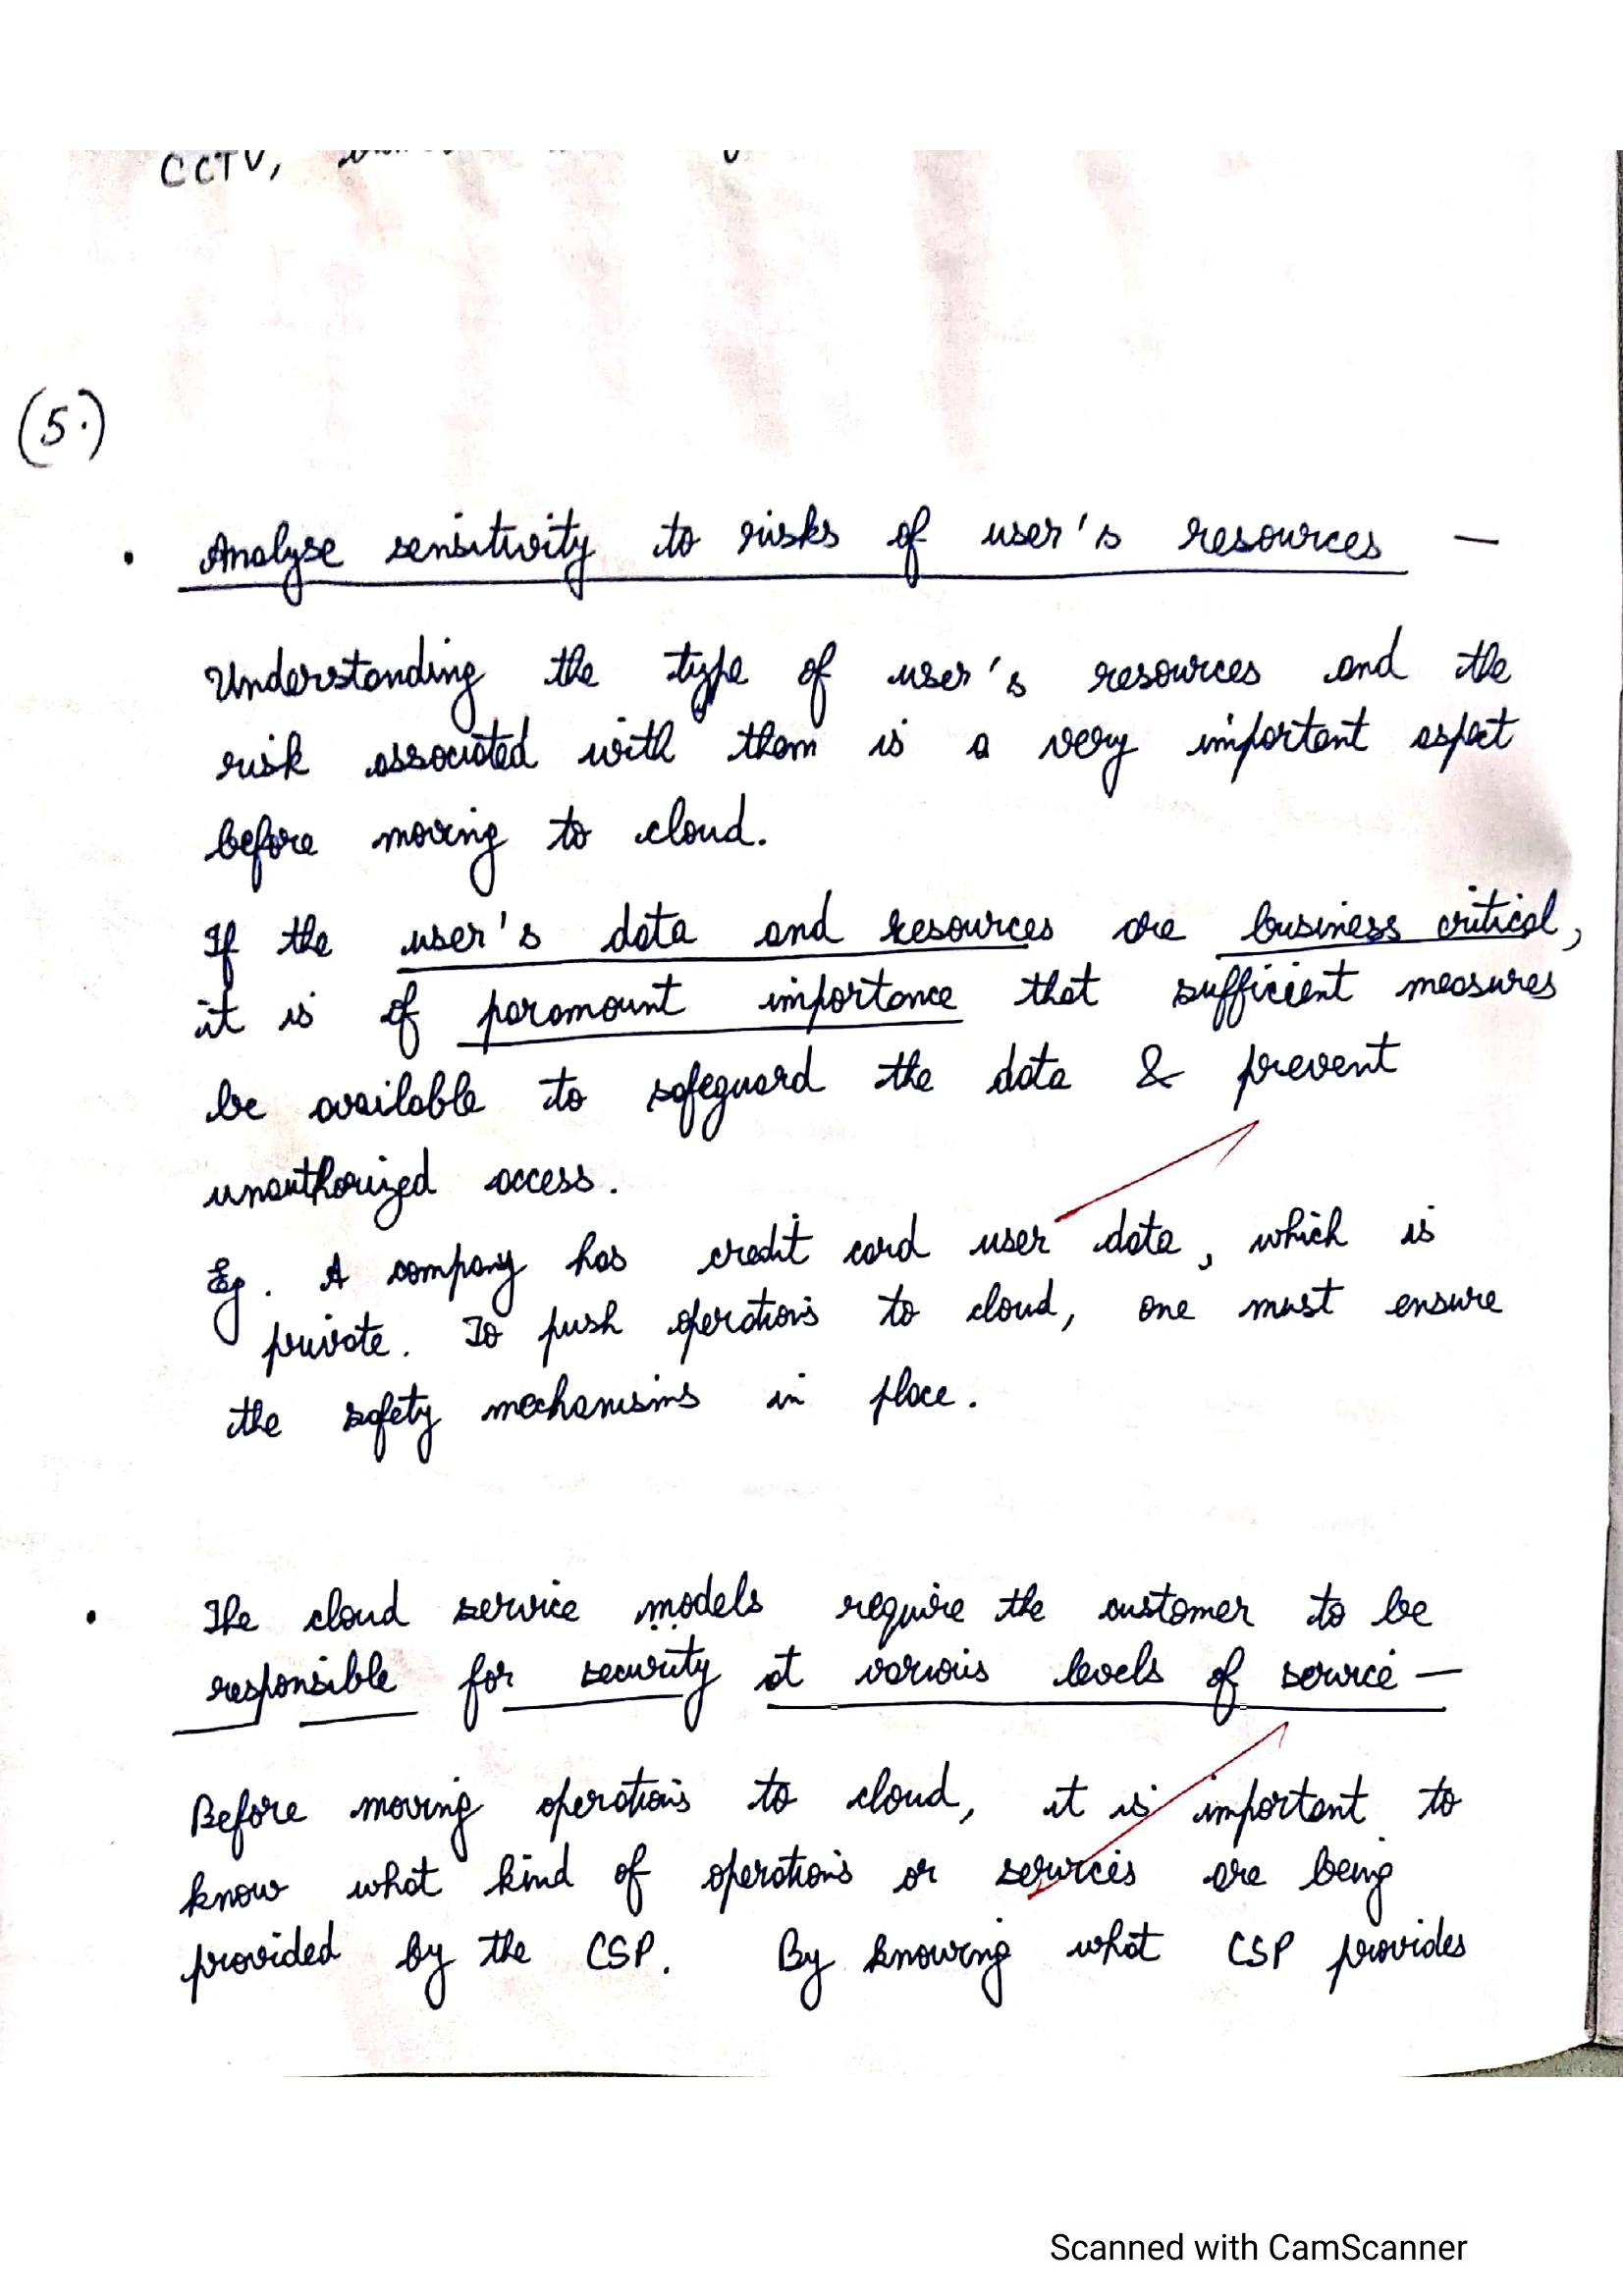 CCTV,
(5.)
• Analyse sensitivity to risks of user's resources —
Understanding the type of user's resources and the
risk associated with them is a very important aspect
before moving to cloud.
If the user's data and resources are business critical,
it is of paramount importance that sufficient measures
be available to safeguard the data & prevent
unauthorized access.
Eg. A company has credit card user data, which is
private. To push operations to cloud, one must ensure
the safety mechanisms in place.
• The cloud service models require the customer to be
responsible for security at various levels of service —
Before moving operations to cloud, it is important to
know what kind of operations or services are being
provided by the CSP. By knowing what CSP provides
Scanned with CamScanner